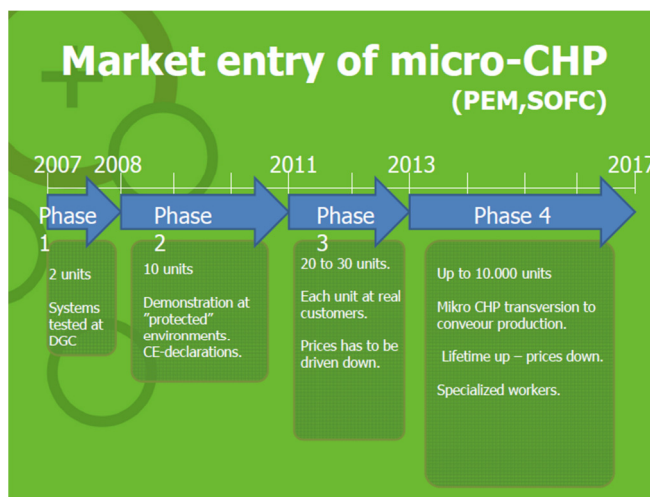 Market entry of micro-CHP
(PEM,SOFC)
2007 2008 2011 2013 2017
Phase
1
Phase
2
Phase
3
Phase 4
2 units
Systems
tested at
DGC
10 units
Demonstration at
"protected"
environments.
CE-declarations.
20 to 30 units.
Each unit at real
customers.
Prices has to be
driven down.
Up to 10.000 units
Mikro CHP transversion to
conveour production.
Lifetime up – prices down.
Specialized workers.